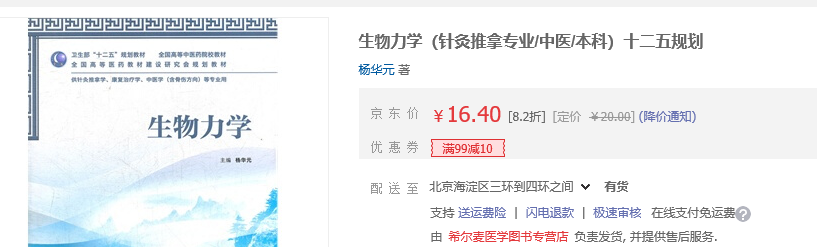 卫生部“十二五”规划教材 全国高等中医药院校教材
全国高等医药教材建设研究会规划教材
供针灸推拿学、康复治疗学、中医学（含骨伤方向）等专业用
生物力学
主编 杨华元
生物力学（针灸推拿专业/中医/本科）十二五规划
杨华元 著
京东价 ￥16.40 [8.2折] [定价 ￥20.00] (降价通知)
优惠券 满99减10
配送至 北京海淀区三环到四环之间 有货
支持 送运费险 | 闪电退款 | 极速审核 在线支付免运费 ?
由 希尔麦医学图书专营店 负责发货, 并提供售后服务.